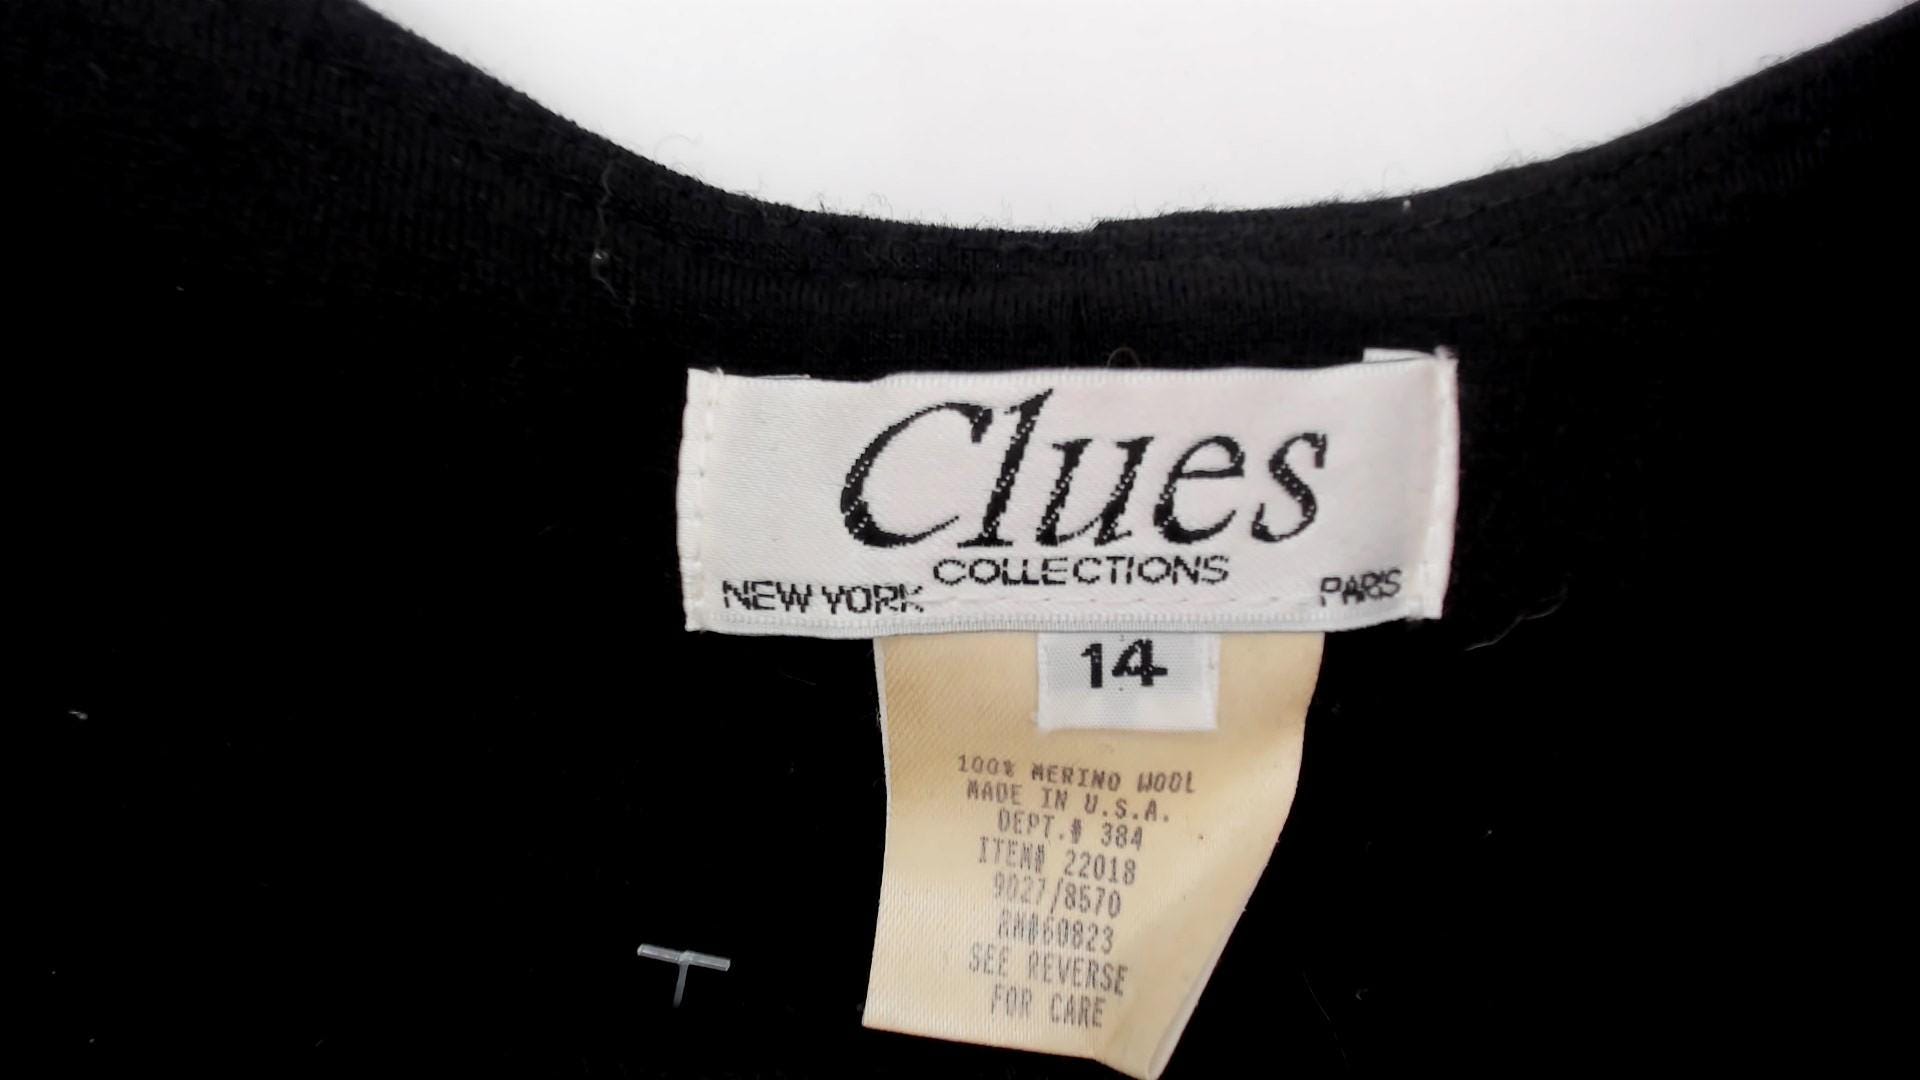 Clues
COLLECTIONS
NEW YORK
PARIS
14
100% MERINO WOOL
MADE IN U.S.A.
DEPT.# 384
ITEM# 22018
9027/8570
RN#60823
SEE REVERSE
FOR CARE